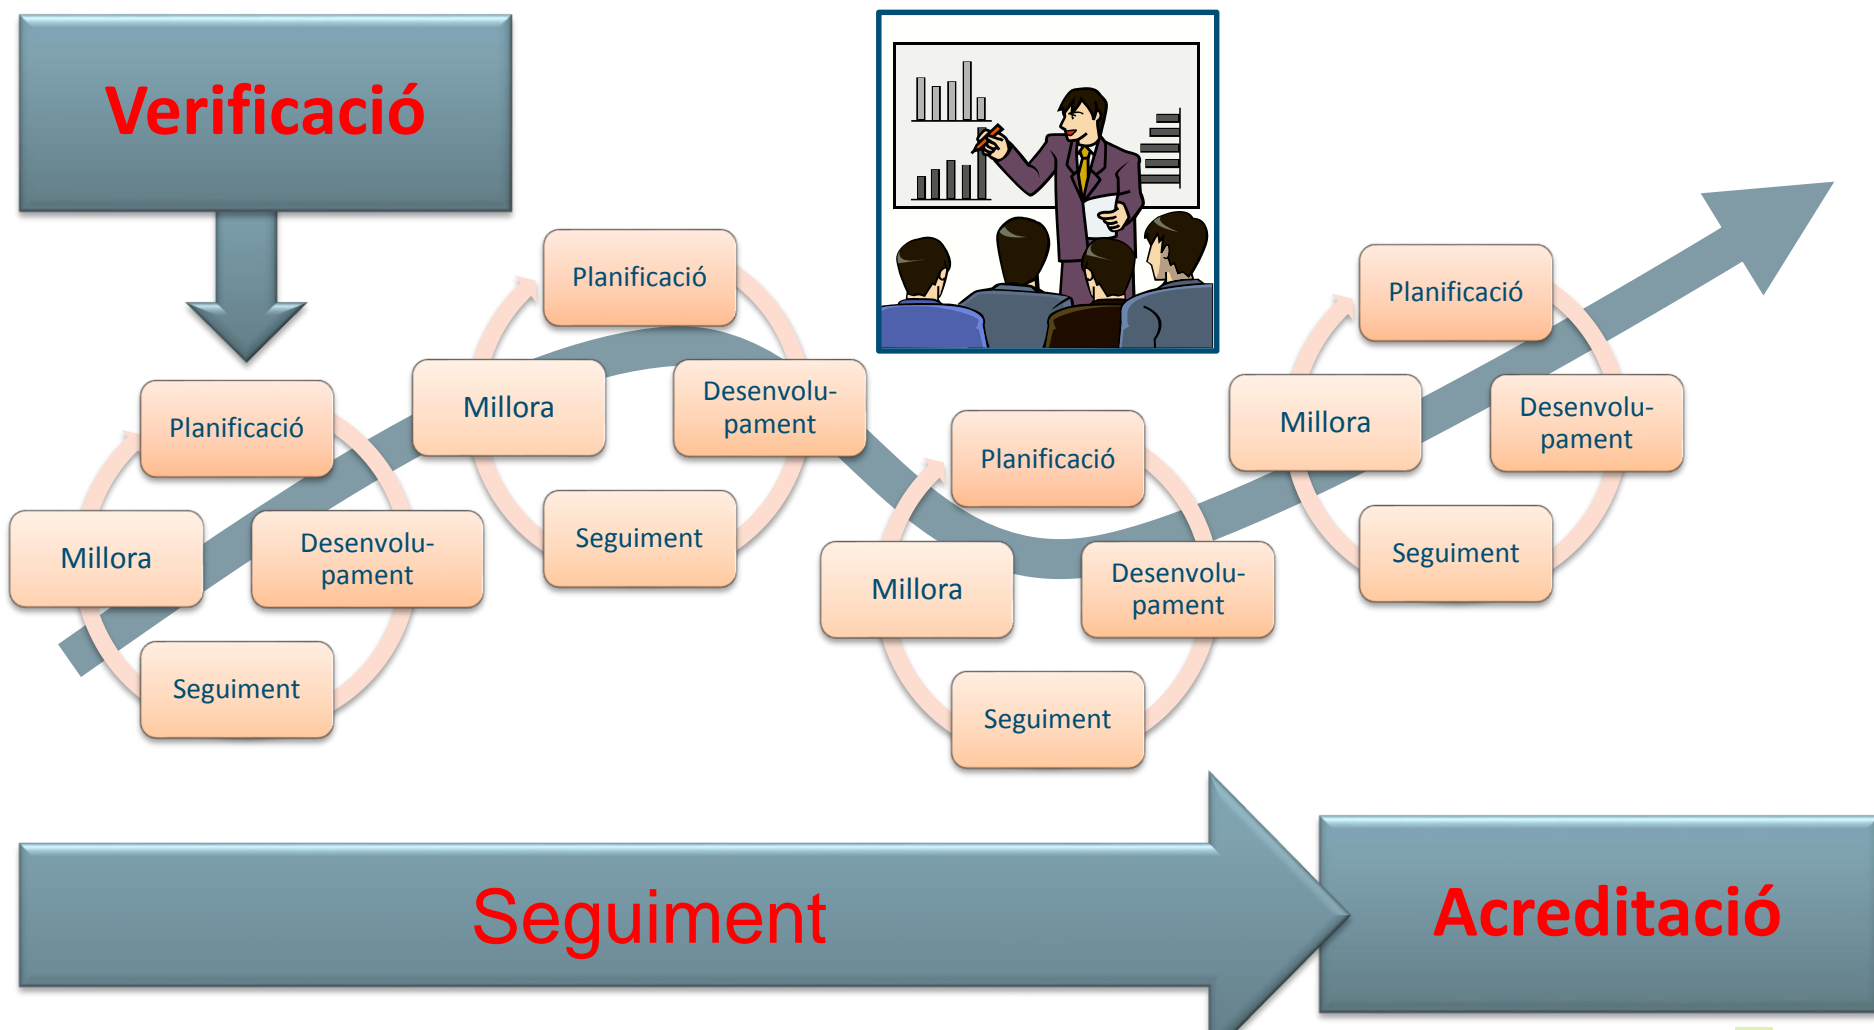 Verificació
Planificació
Millora
Desenvolu-
pament
Seguiment
Planificació
Millora
Desenvolu-
pament
Seguiment
Planificació
Millora
Desenvolu-
pament
Seguiment
Planificació
Millora
Desenvolu-
pament
Seguiment
Seguiment
Acreditació